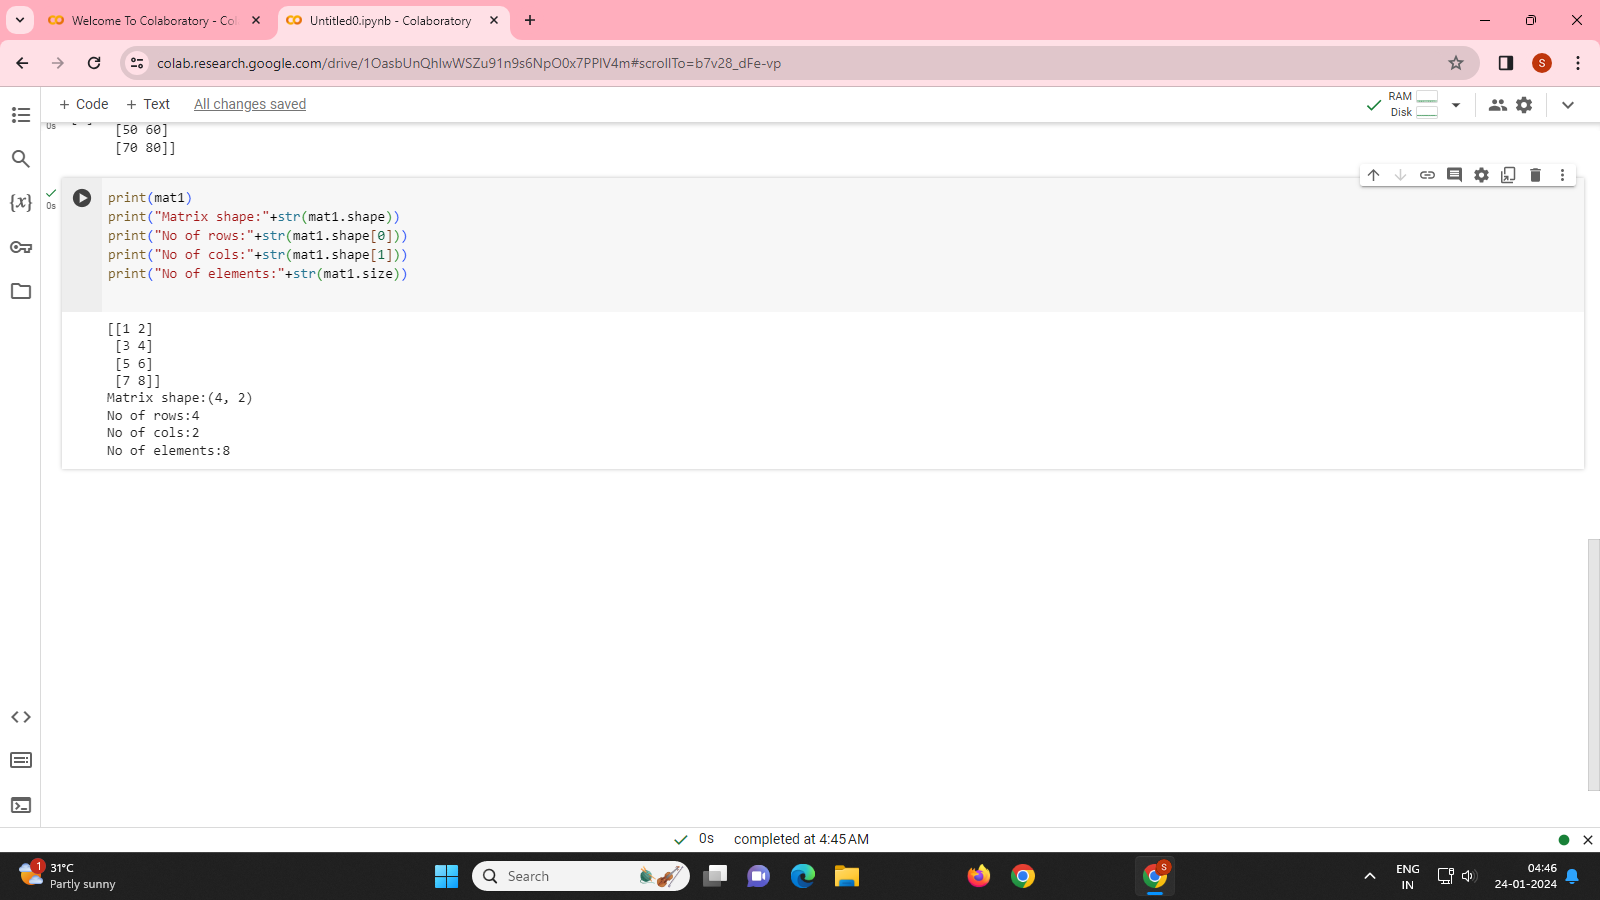 Welcome To Colaboratory - Co
Untitled0.ipynb - Colaboratory
colab.research.google.com/drive/1OasbUnQhIwWSZu91n9s6NpO0x7PPIV4m#scrollTo=b7v28_dFe-vp
S
+ Code + Text All changes saved
RAM
Disk
0s
[50 60]
[70 80]]
{x}
0s
print(mat1)
print("Matrix shape:"+str(mat1.shape))
print("No of rows:"+str(mat1.shape[0]))
print("No of cols:"+str(mat1.shape[1]))
print("No of elements:"+str(mat1.size))
[[1 2]
[3 4]
[5 6]
[7 8]]
Matrix shape:(4, 2)
No of rows:4
No of cols:2
No of elements:8
0s completed at 4:45 AM
1
31°C
Partly sunny
Search
S
ENG
IN
04:46
24-01-2024